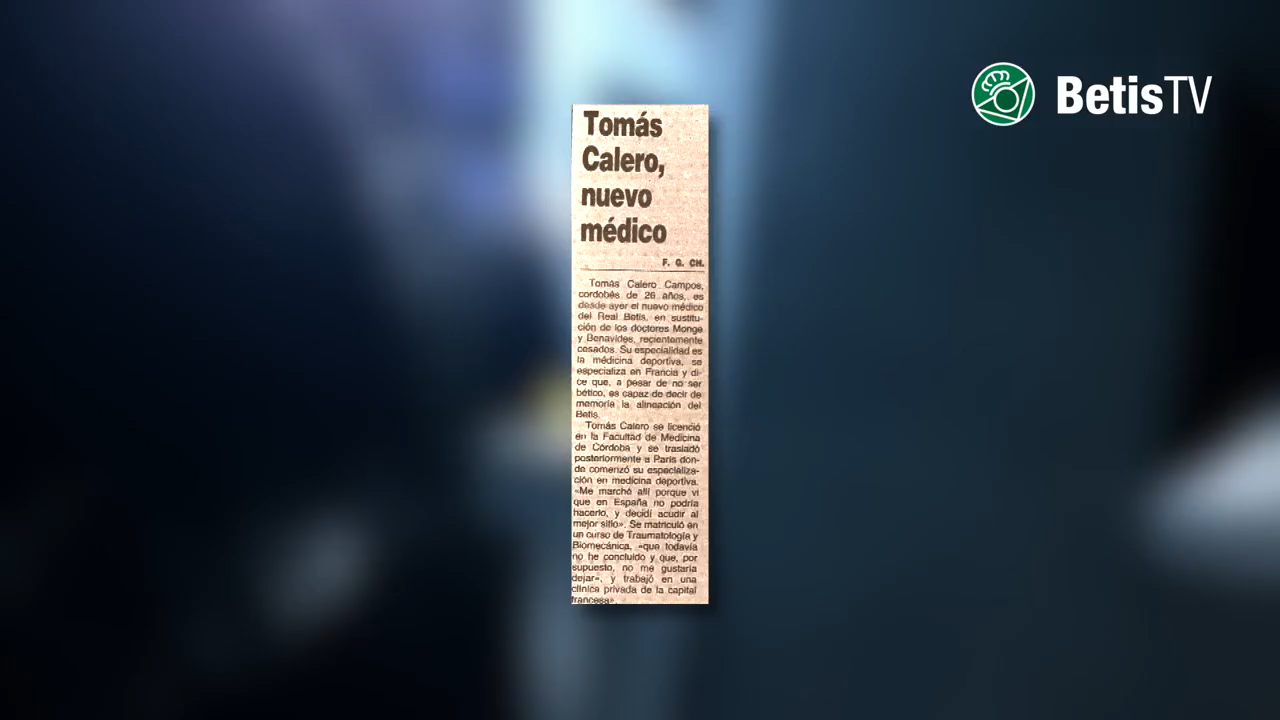 BetisTV
Tomás
Calero,
nuevo
médico
F. G. CH.
Tomás Calero Campos,
cordobés de 26 años, es
desde ayer el nuevo médico
del Real Betis, en sustitu-
ción de los doctores Monge
y Benavides, recientemente
cesados. Su especialidad es
la médicina deportiva, se
especializa en Francia y di-
ce que, a pesar de no ser
bético, es capaz de decir de
memoria la alineación del
Betis.
Tomás Calero se licenció
en la Facultad de Medicina
de Córdoba y se trasladó
posteriormente a París don-
de comenzó su especializa-
ción en medicina deportiva.
«Me marché allí porque vi
que en España no podría
hacerlo, y decidí acudir al
mejor sitio». Se matriculó en
un curso de Traumatología y
Biomecánica, «que todavía
no he concluido y que, por
supuesto, no me gustaría
dejar», y trabajó en una
clínica privada de la capital
francesa».